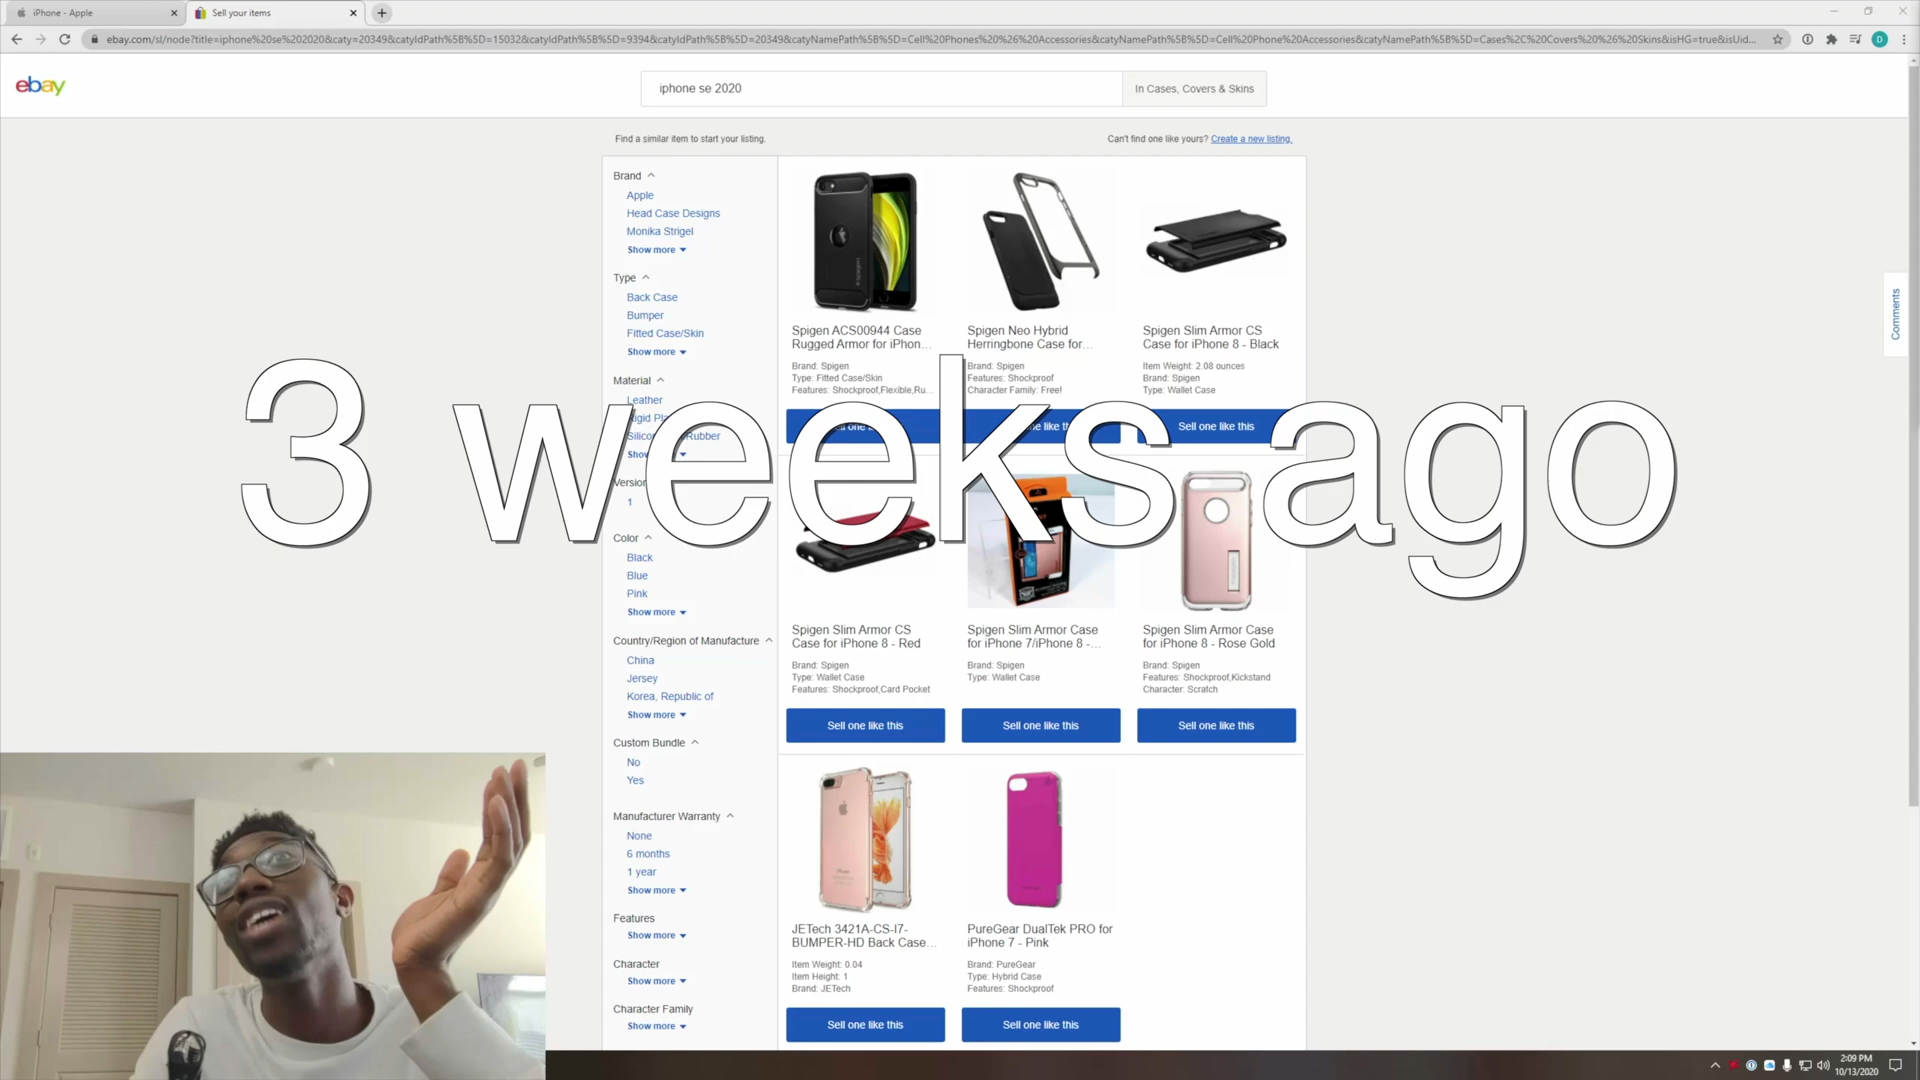 iPhone - Apple
Sell your items
ebay.com/sl/node?title=iphone%20se%202020&caty=20349&catyIdPath%5B%5D=15032&catyIdPath%5B%5D=9394&catyIdPath%5B%5D=20349&catyNamePath%5B%5D=Cell%20Phones%20%26%20Accessories&catyNamePath%5B%5D=Cell%20Phone%20Accessories&catyNamePath%5B%5D=Cases%2C%20Covers%20%26%20Skins&isHG=true&isUid...
D
ebay
iphone se 2020
In Cases, Covers & Skins
Find a similar item to start your listing.
Can't find one like yours? Create a new listing.
Comments
3 weeks ago
Brand
Apple
Head Case Designs
Monika Strigel
Show more
Type
Back Case
Bumper
Fitted Case/Skin
Show more
Material
Leather
Rubber
Version
1
Color
Black
Blue
Pink
Show more
Country/Region of Manufacture
China
Jersey
Korea, Republic of
Show more
Custom Bundle
No
Yes
Manufacturer Warranty
None
6 months
1 year
Show more
Features
Show more
Character
Show more
Character Family
Show more
Spigen ACS00944 Case
Rugged Armor for iPhon...
Brand: Spigen
Type: Fitted Case/Skin
Features: Shockproof,Flexible,Ru...
Spigen Neo Hybrid
Herringbone Case for...
Brand: Spigen
Features: Shockproof
Character Family: Free!
Spigen Slim Armor CS
Case for iPhone 8 - Black
Item Weight: 2.08 ounces
Brand: Spigen
Type: Wallet Case
Sell one like this
Spigen Slim Armor CS
Case for iPhone 8 - Red
Brand: Spigen
Type: Wallet Case
Features: Shockproof,Card Pocket
Sell one like this
Spigen Slim Armor Case
for iPhone 7/iPhone 8 -...
Brand: Spigen
Type: Wallet Case
Sell one like this
Spigen Slim Armor Case
for iPhone 8 - Rose Gold
Brand: Spigen
Features: Shockproof,Kickstand
Character: Scratch
Sell one like this
JETech 3421A-CS-I7-
BUMPER-HD Back Case...
Item Weight: 0.04
Item Height: 1
Brand: JETech
Sell one like this
PureGear DualTek PRO for
iPhone 7 - Pink
Brand: PureGear
Type: Hybrid Case
Features: Shockproof
Sell one like this
2:09 PM
10/13/2020